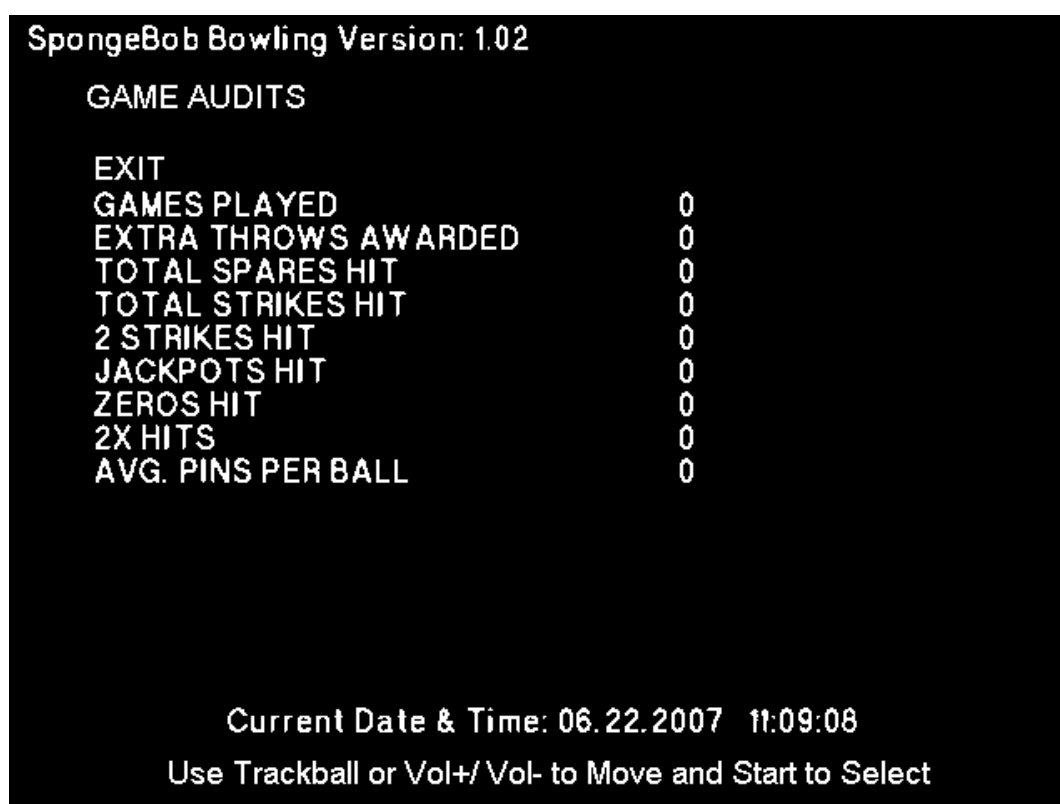 SpongeBob Bowling Version: 1.02
GAME AUDITS
EXIT
GAMES PLAYED 0
EXTRA THROWS AWARDED 0
TOTAL SPARES HIT 0
TOTAL STRIKES HIT 0
2 STRIKES HIT 0
JACKPOTS HIT 0
ZEROS HIT 0
2X HITS 0
AVG. PINS PER BALL 0
Current Date & Time: 06.22.2007 11:09:08
Use Trackball or Vol+/ Vol- to Move and Start to Select